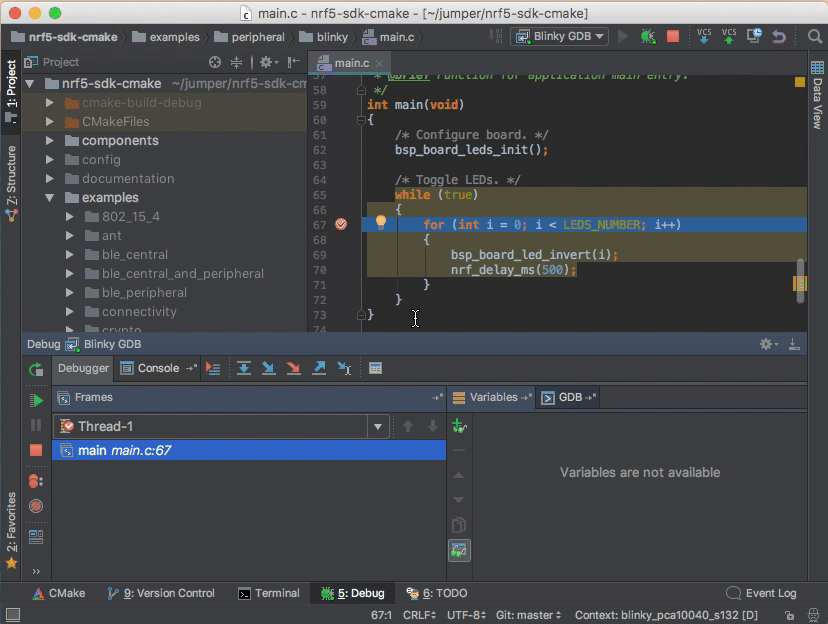 main.c - nrf5-sdk-cmake - [~/jumper/nrf5-sdk-cmake]
nrf5-sdk-cmake examples peripheral blinky main.c Blinky GDB VCS VCS
1: Project
Z: Structure
2: Favorites
Project
nrf5-sdk-cmake ~/jumper/nrf5-sdk-cm
cmake-build-debug
CMakeFiles
components
config
documentation
examples
802_15_4
ant
ble_central
ble_central_and_peripheral
ble_peripheral
connectivity
crypto
main.c
57 * @brief Function for application main entry.
58 */
59 int main(void)
60 {
61 /* Configure board. */
62 bsp_board_leds_init();
63
64 /* Toggle LEDs. */
65 while (true)
66 {
67 for (int i = 0; i < LEDS_NUMBER; i++)
68 {
69 bsp_board_led_invert(i);
70 nrf_delay_ms(500);
71 }
72 }
73 }
74
Data View
Debug Blinky GDB
Debugger Console
Frames
Thread-1
main main.c:67
Variables GDB
Variables are not available
CMake 9: Version Control Terminal 5: Debug 6: TODO Event Log
67:1 CRLF÷ UTF-8÷ Git: master÷ Context: blinky_pca10040_s132 [D]